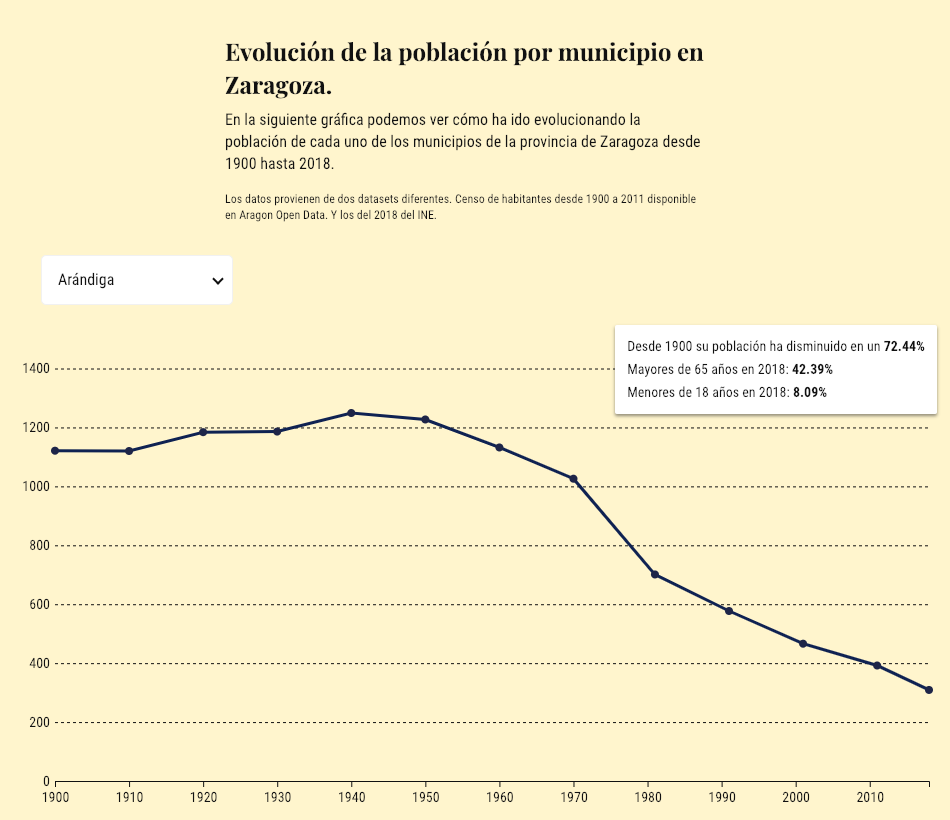 Evolución de la población por municipio en
Zaragoza.
En la siguiente gráfica podemos ver cómo ha ido evolucionando la
población de cada uno de los municipios de la provincia de Zaragoza desde
1900 hasta 2018.
Los datos provienen de dos datasets diferentes. Censo de habitantes desde 1900 a 2011 disponible
en Aragon Open Data. Y los del 2018 del INE.
Arándiga
Desde 1900 su población ha disminuido en un 72.44%
Mayores de 65 años en 2018: 42.39%
Menores de 18 años en 2018: 8.09%
1400
1200
1000
800
600
400
200
0
1900 1910 1920 1930 1940 1950 1960 1970 1980 1990 2000 2010